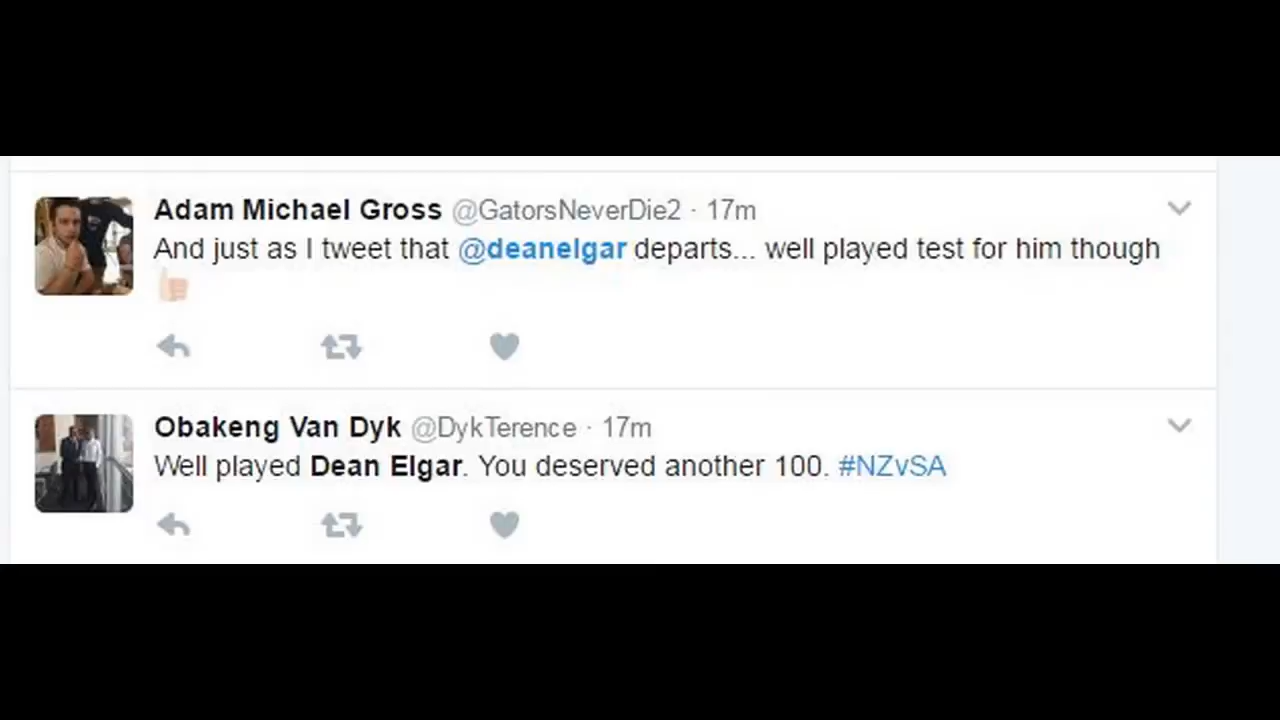 Adam Michael Gross @GatorsNeverDie2 · 17m
And just as I tweet that @deanelgar departs... well played test for him though
👍🏻
Obakeng Van Dyk @DykTerence · 17m
Well played Dean Elgar. You deserved another 100. #NZvSA